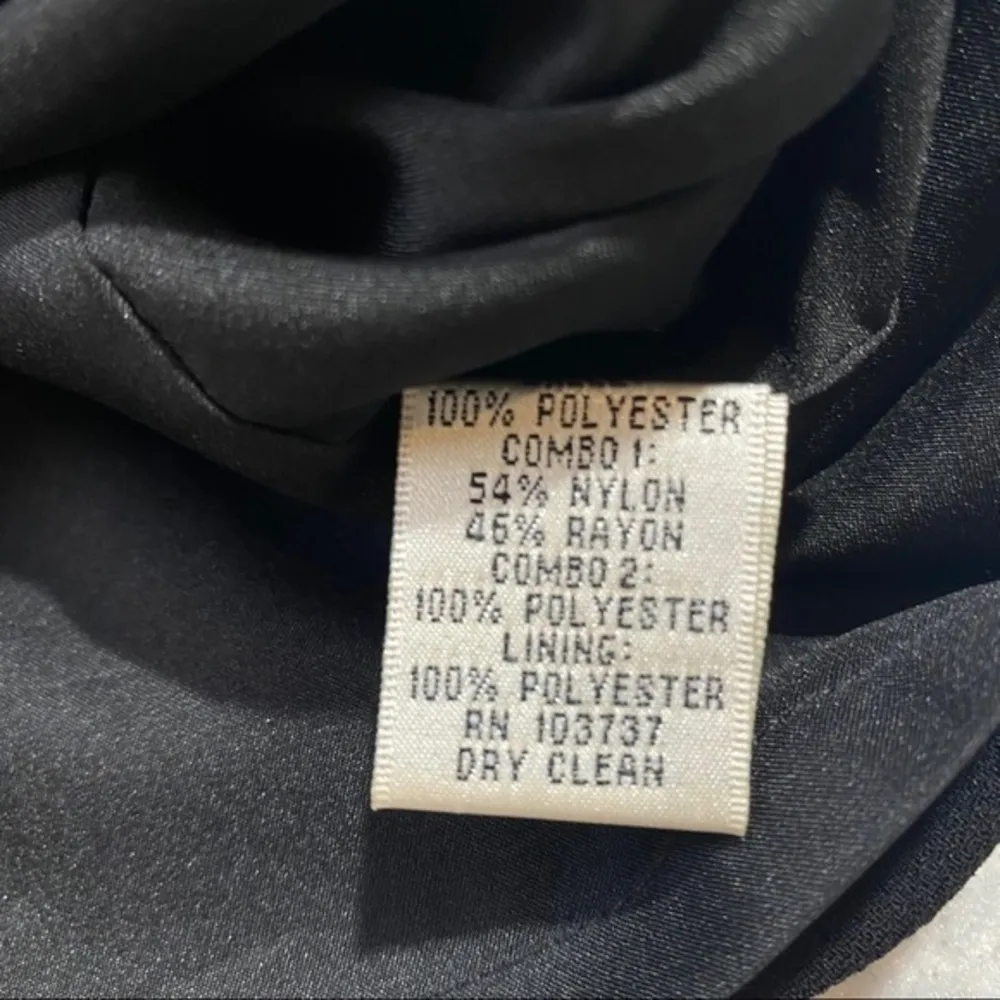 100% POLYESTER
COMBO 1:
54% NYLON
46% RAYON
COMBO 2:
100% POLYESTER
LINING:
100% POLYESTER
RN 103737
DRY CLEAN